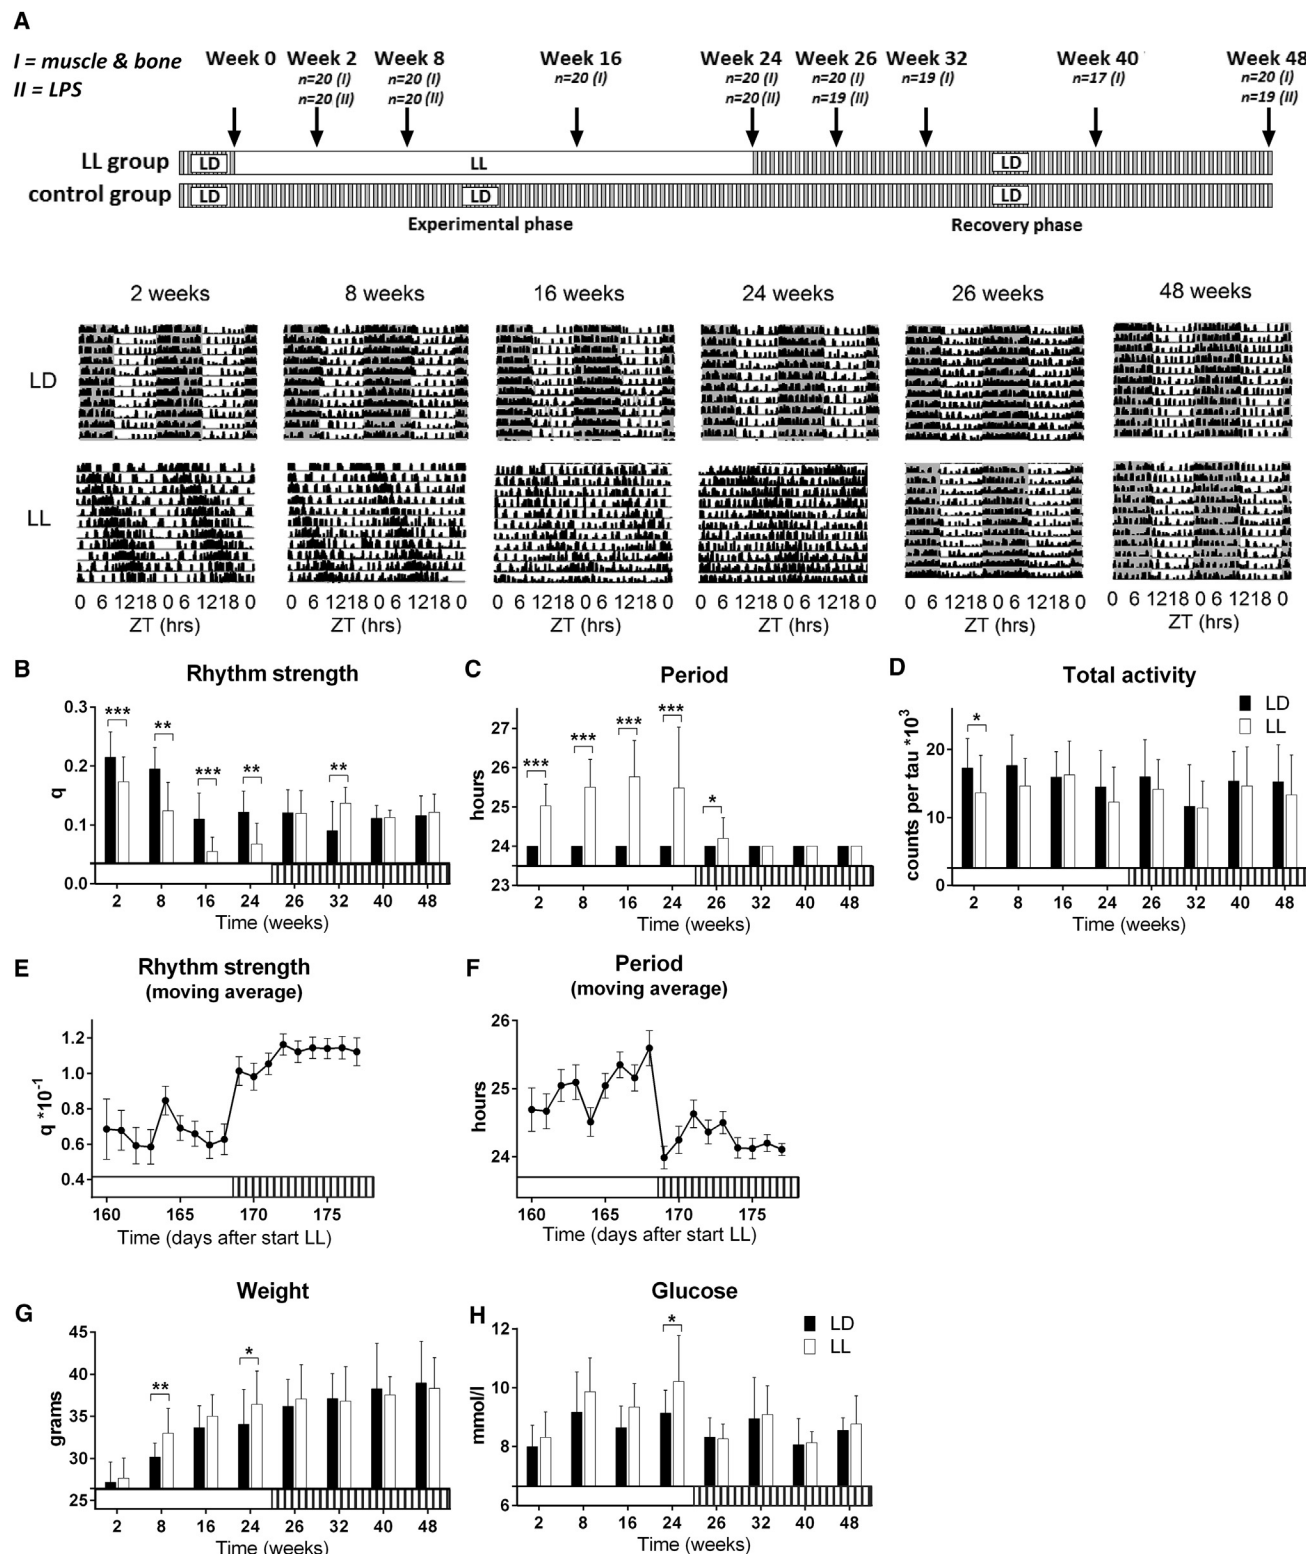 A
I = muscle & bone
II = LPS
Week 0 Week 2 Week 8 Week 16 Week 24 Week 26 Week 32 Week 40 Week 48
n=20 (I) n=20 (I) n=20 (I) n=20 (I) n=20 (I) n=19 (I) n=17 (I) n=20 (I)
n=20 (II) n=20 (II) n=20 (II) n=19 (II) n=19 (II)
LL group LD LL LD
control group LD LD LD
Experimental phase Recovery phase
2 weeks 8 weeks 16 weeks 24 weeks 26 weeks 48 weeks
LD
LL
0 6 1218 0 6 1218 0 0 6 1218 0 6 1218 0 0 6 1218 0 6 1218 0 0 6 1218 0 6 1218 0 0 6 1218 0 6 1218 0 0 6 1218 0 6 1218 0
ZT (hrs) ZT (hrs) ZT (hrs) ZT (hrs) ZT (hrs) ZT (hrs)
B Rhythm strength
0.3
0.2
0.1
0.0
q
*** ** *** ** **
2 8 16 24 26 32 40 48
Time (weeks)
C Period
27
26
25
24
23
hours
*** *** *** *** *
2 8 16 24 26 32 40 48
Time (weeks)
D Total activity
LD
LL
20
10
0
counts per tau *10³
*
2 8 16 24 26 32 40 48
Time (weeks)
E Rhythm strength
(moving average)
1.2
1.0
0.8
0.6
0.4
q *10⁻¹
160 165 170 175
Time (days after start LL)
F Period
(moving average)
26
25
24
hours
160 165 170 175
Time (days after start LL)
G Weight
45
40
35
30
25
grams
** *
2 8 16 24 26 32 40 48
Time (weeks)
H Glucose
LD
LL
12
10
8
6
mmol/l
*
2 8 16 24 26 32 40 48
Time (weeks)